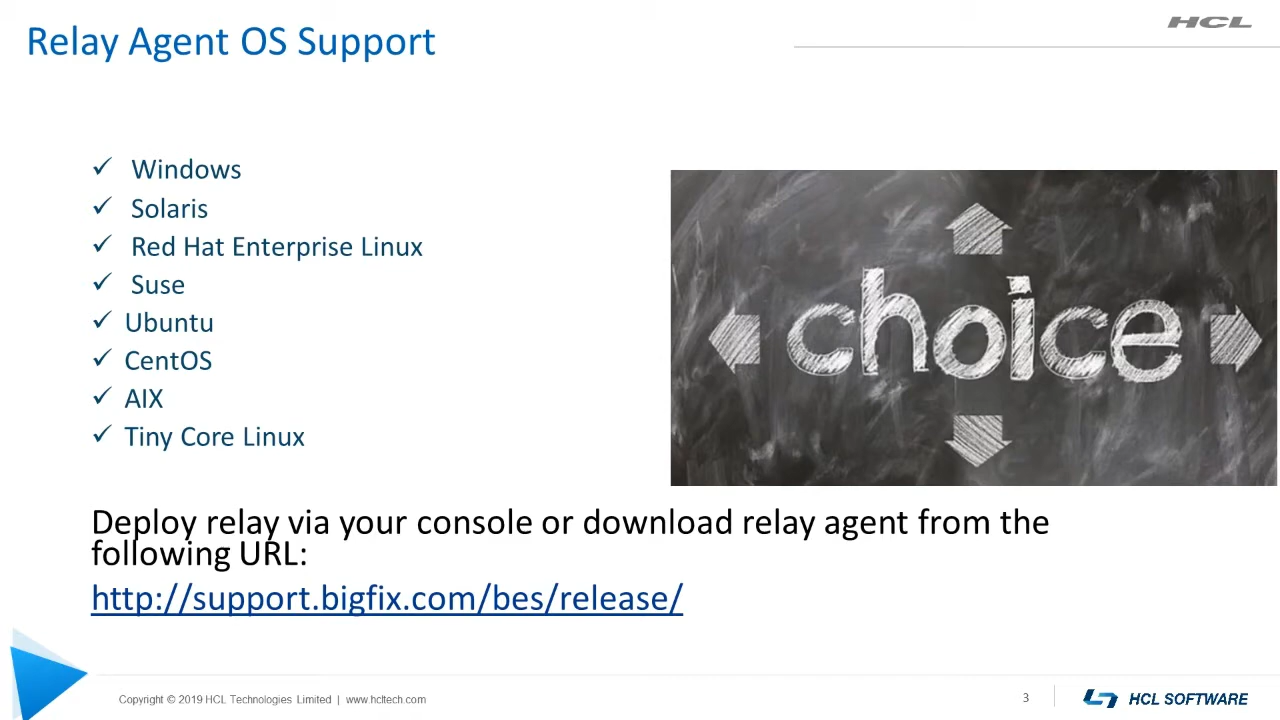 Relay Agent OS Support
HCL
✓ Windows
✓ Solaris
✓ Red Hat Enterprise Linux
✓ Suse
✓ Ubuntu
✓ CentOS
✓ AIX
✓ Tiny Core Linux
choice
Deploy relay via your console or download relay agent from the
following URL:
http://support.bigfix.com/bes/release/
Copyright © 2019 HCL Technologies Limited | www.hcltech.com
3
HCL SOFTWARE